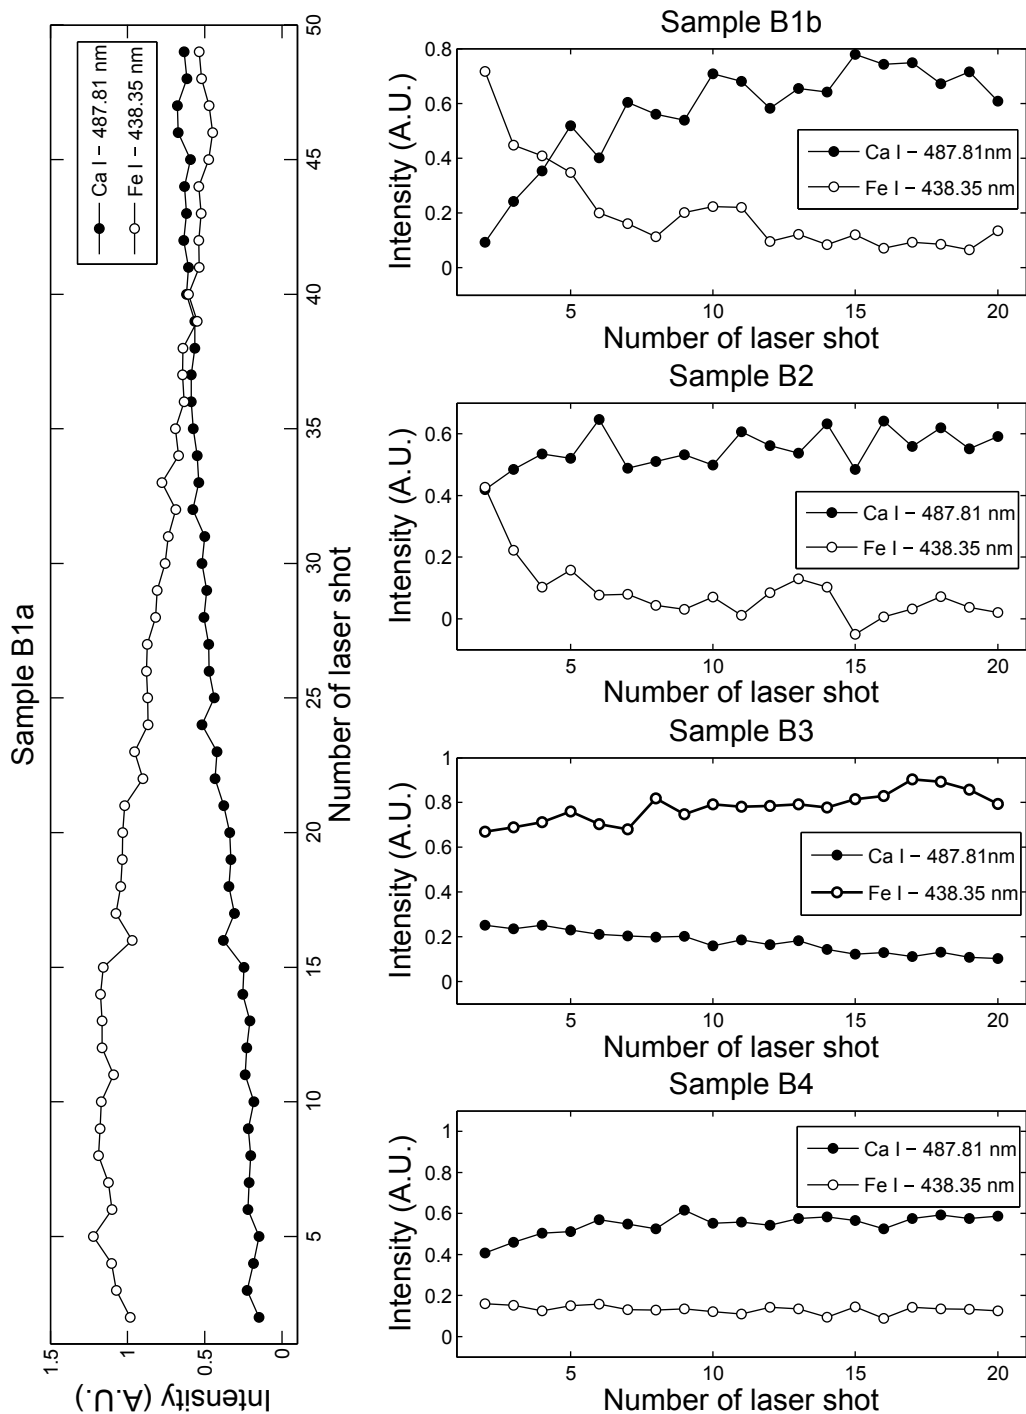 Sample B1a
Ca I – 487.81 nm
Fe I – 438.35 nm
Intensity (A.U.)
1.5
1
0.5
0
5
10
15
20
25
30
35
40
45
50
Number of laser shot
Sample B1b
Intensity (A.U.)
0.8
0.6
0.4
0.2
0
Ca I – 487.81nm
Fe I – 438.35 nm
5
10
15
20
Number of laser shot
Sample B2
Intensity (A.U.)
0.6
0.4
0.2
0
Ca I – 487.81 nm
Fe I – 438.35 nm
5
10
15
20
Number of laser shot
Sample B3
Intensity (A.U.)
1
0.8
0.6
0.4
0.2
0
Ca I – 487.81nm
Fe I – 438.35 nm
5
10
15
20
Number of laser shot
Sample B4
Intensity (A.U.)
1
0.8
0.6
0.4
0.2
0
Ca I – 487.81 nm
Fe I – 438.35 nm
5
10
15
20
Number of laser shot